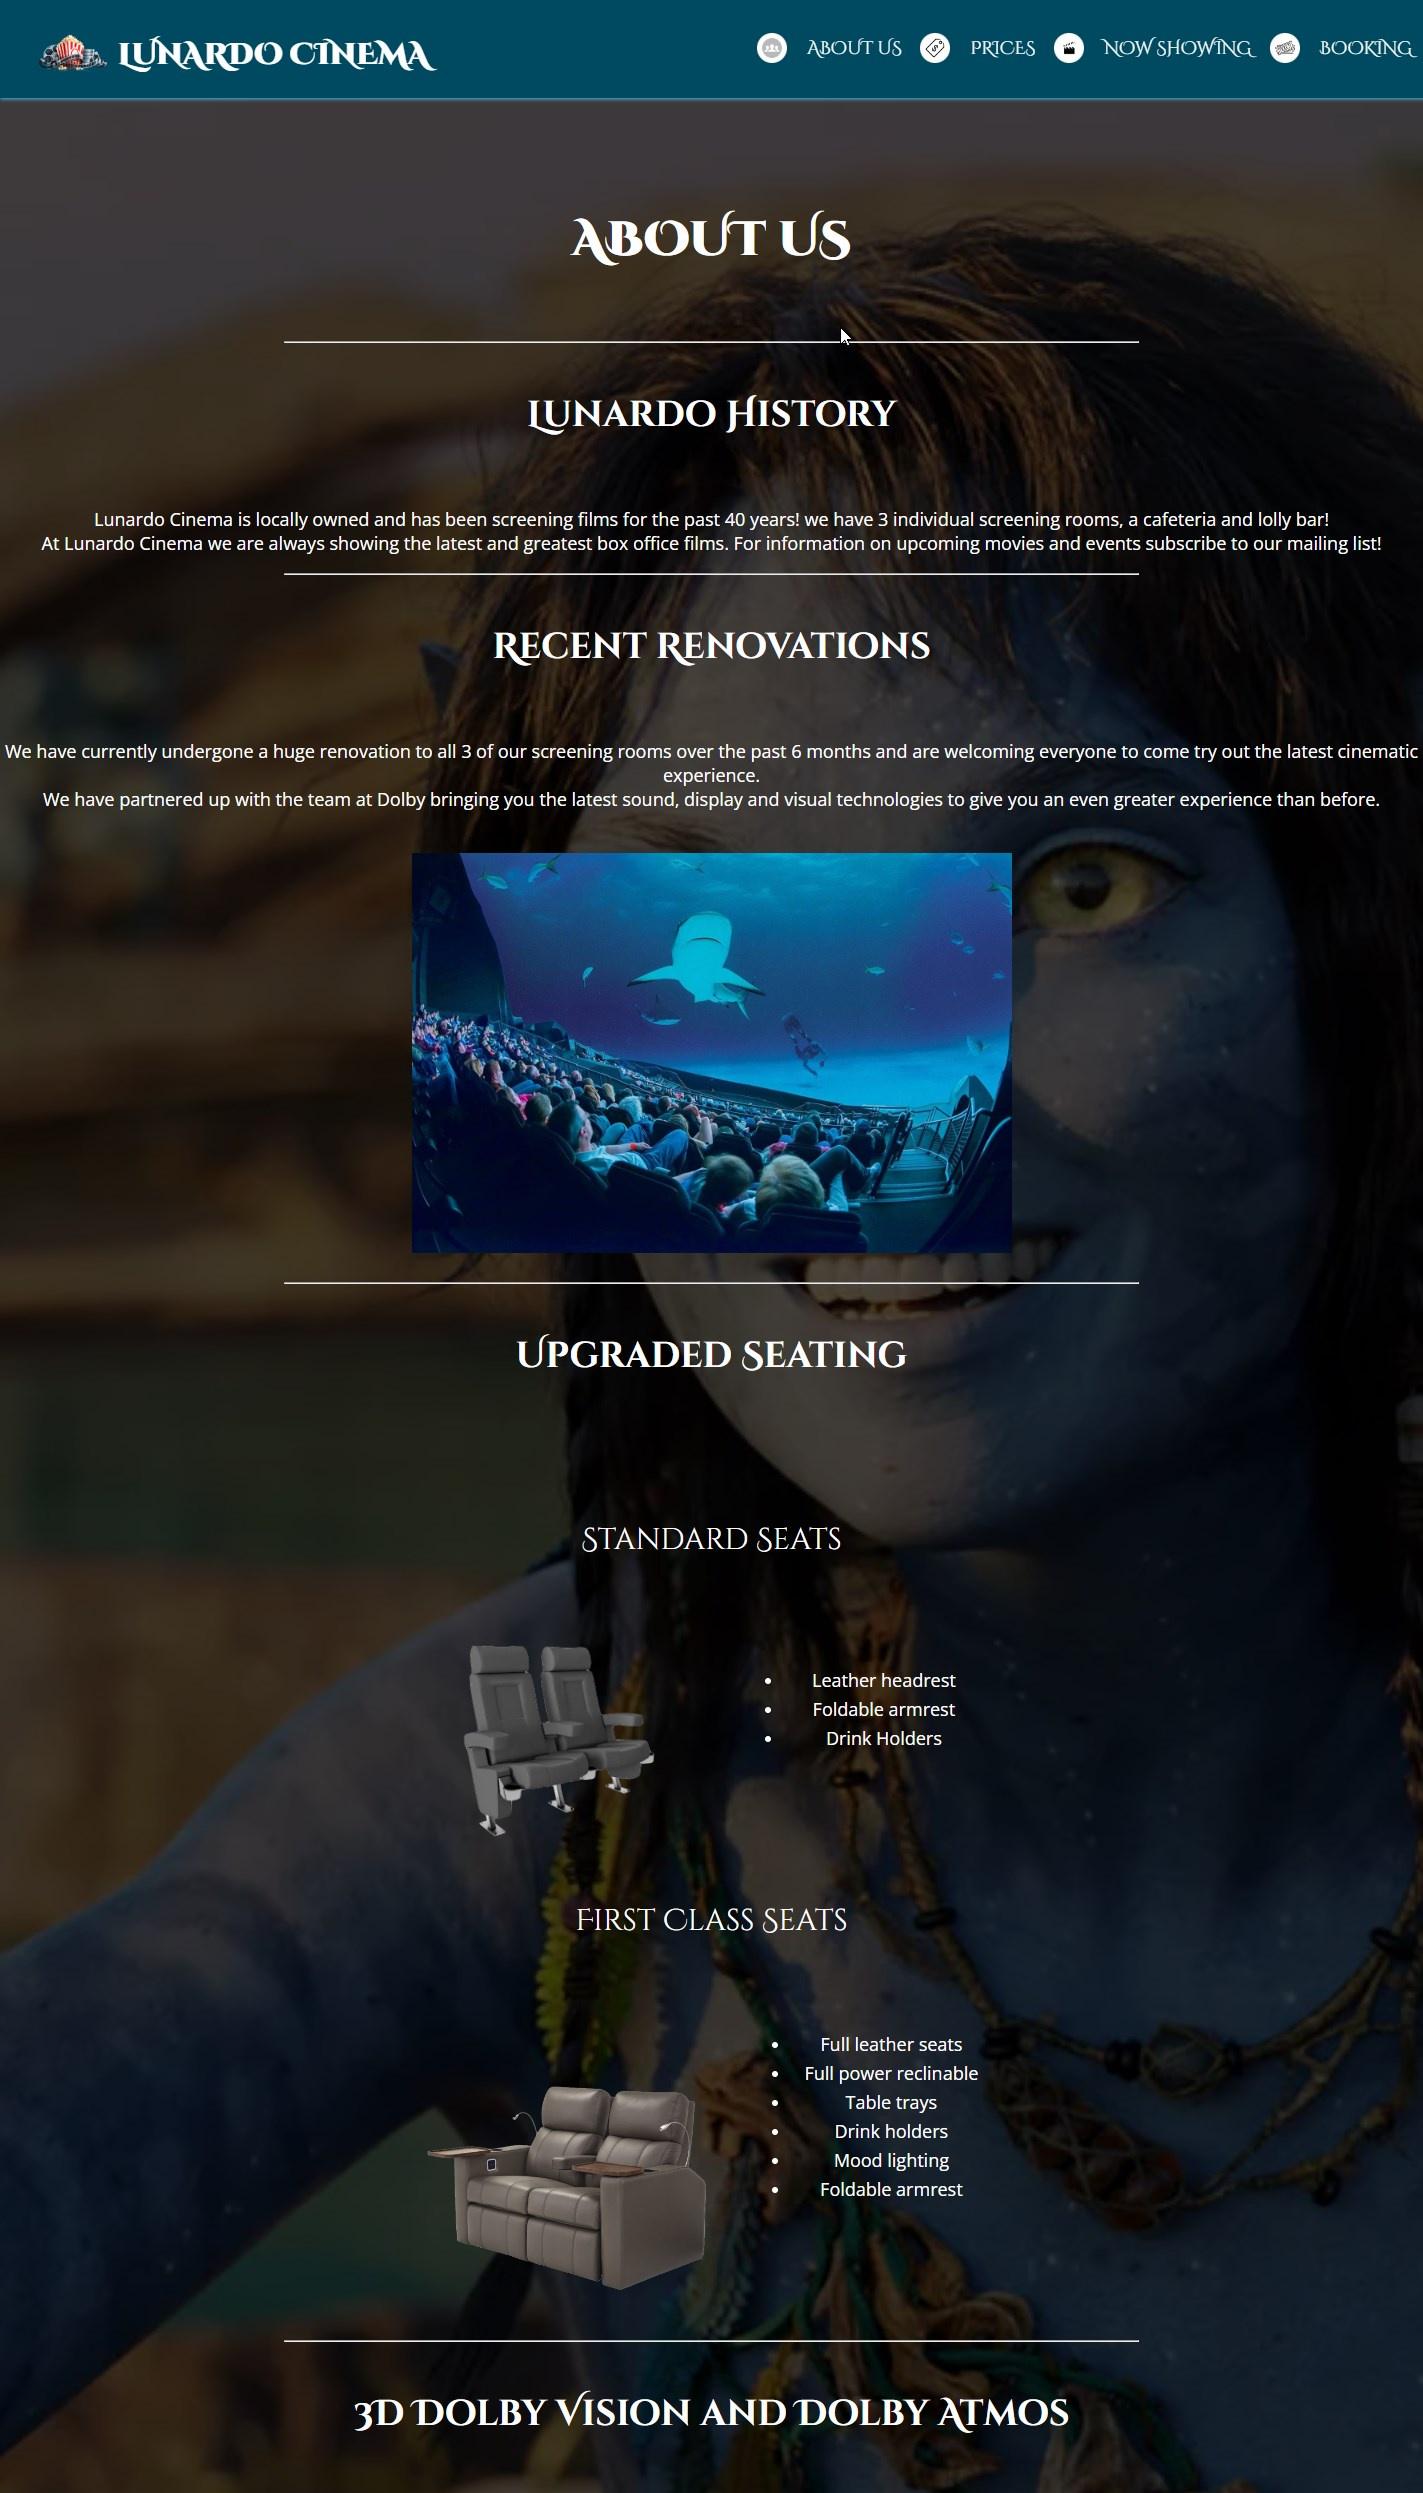 LUNARDO CINEMA
ABOUT US
PRICES
NOW SHOWING
BOOKING
ABOUT US
LUNARDO HISTORY
Lunardo Cinema is locally owned and has been screening films for the past 40 years! we have 3 individual screening rooms, a cafeteria and lolly bar!
At Lunardo Cinema we are always showing the latest and greatest box office films. For information on upcoming movies and events subscribe to our mailing list!
RECENT RENOVATIONS
We have currently undergone a huge renovation to all 3 of our screening rooms over the past 6 months and are welcoming everyone to come try out the latest cinematic
experience.
We have partnered up with the team at Dolby bringing you the latest sound, display and visual technologies to give you an even greater experience than before.
UPGRADED SEATING
STANDARD SEATS
• Leather headrest
• Foldable armrest
• Drink Holders
FIRST CLASS SEATS
• Full leather seats
• Full power reclinable
• Table trays
• Drink holders
• Mood lighting
• Foldable armrest
3D DOLBY VISION AND DOLBY ATMOS